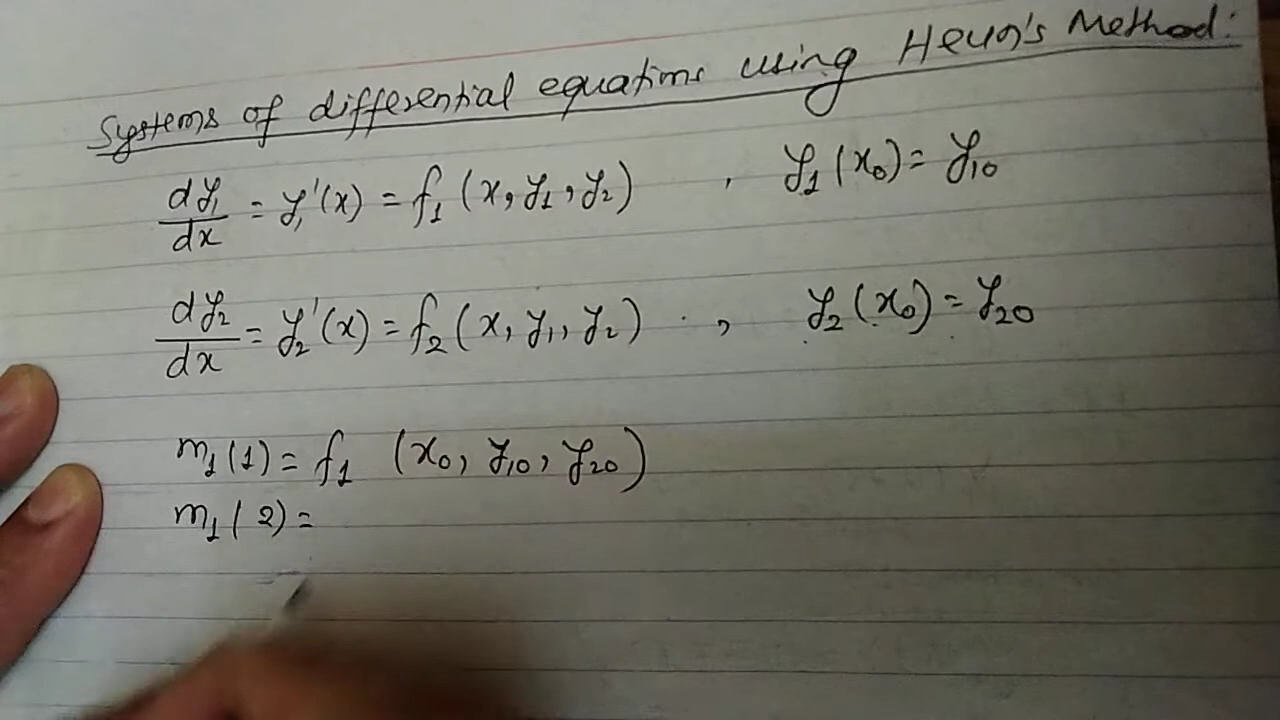 Systems of differential equations using Heun's Method:
dy₁/dx = y₁'(x) = f₁(x, y₁, y₂) , y₁(x₀) = y₁₀
dy₂/dx = y₂'(x) = f₂(x, y₁, y₂) , y₂(x₀) = y₂₀
m₁(1) = f₁ (x₀, y₁₀, y₂₀)
m₁(2) =